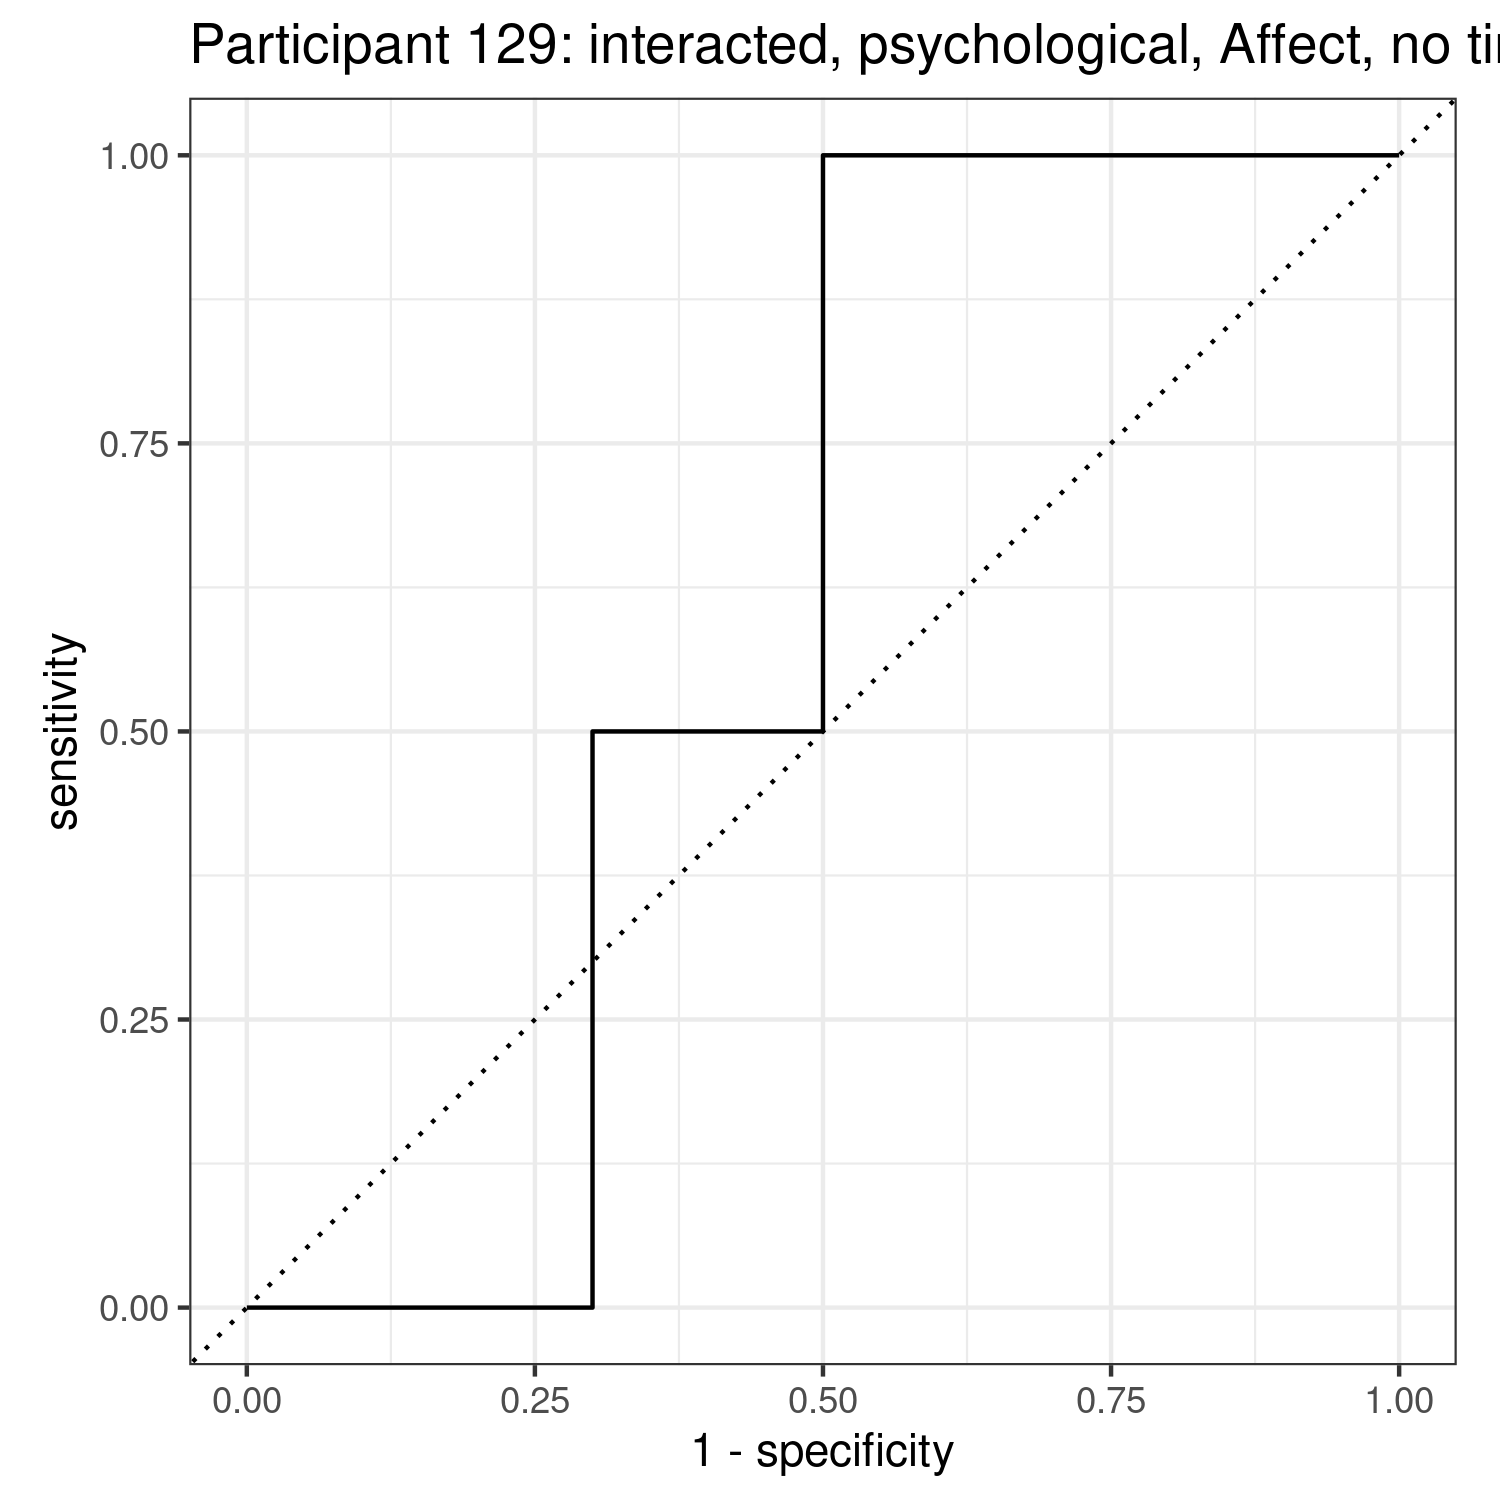 Participant 129: interacted, psychological, Affect, no
1.00
0.75
0.50
0.25
0.00
sensitivity
0.00 0.25 0.50 0.75 1.00
1 - specificity